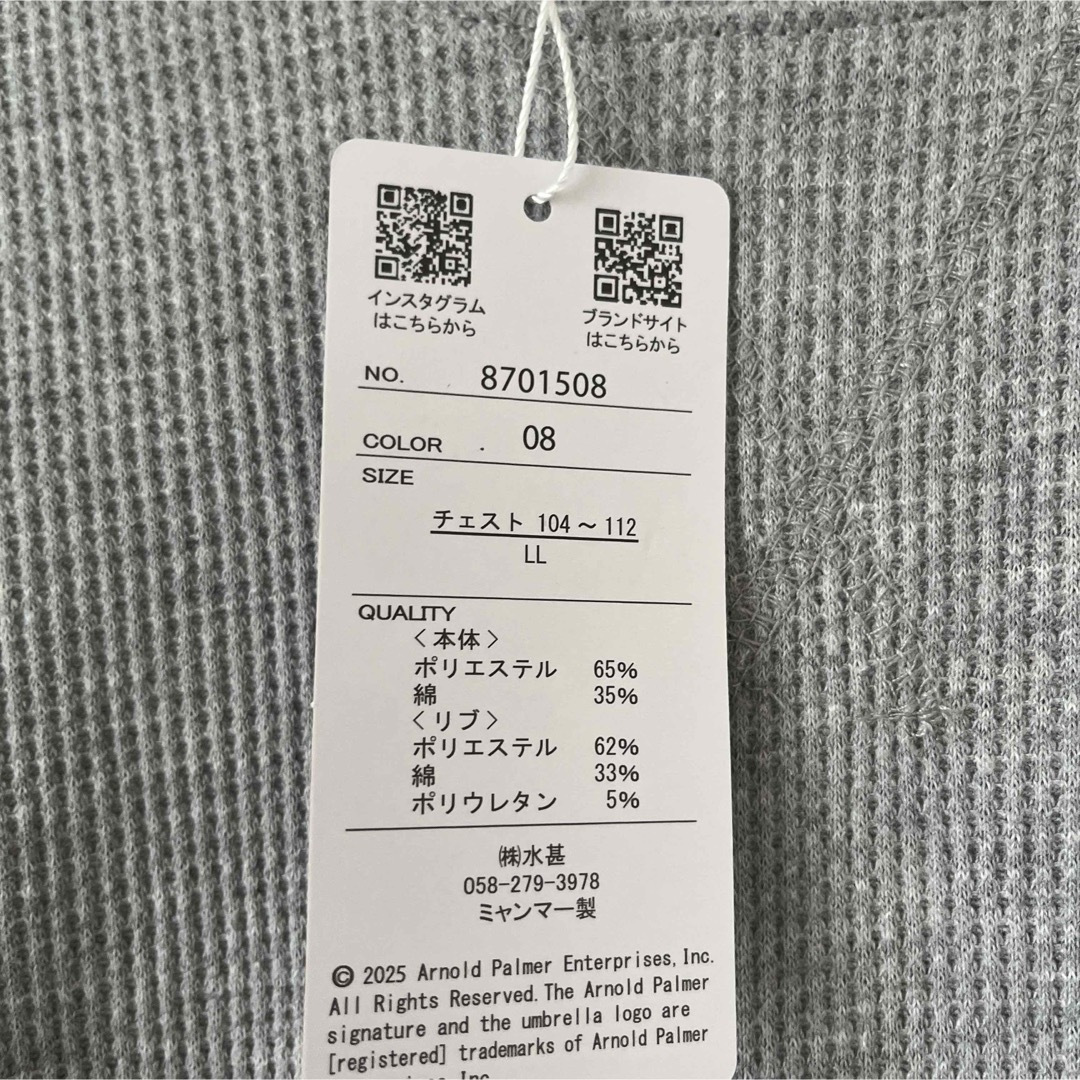 インスタグラム
はこちらから
ブランドサイト
はこちらから
NO. 8701508
COLOR . 08
SIZE
チェスト 104～112
LL
QUALITY
＜本体＞
ポリエステル 65%
綿 35%
＜リブ＞
ポリエステル 62%
綿 33%
ポリウレタン 5%
㈱水甚
058-279-3978
ミャンマー製
© 2025 Arnold Palmer Enterprises, Inc.
All Rights Reserved. The Arnold Palmer
signature and the umbrella logo are
[registered] trademarks of Arnold Palmer
Inc.